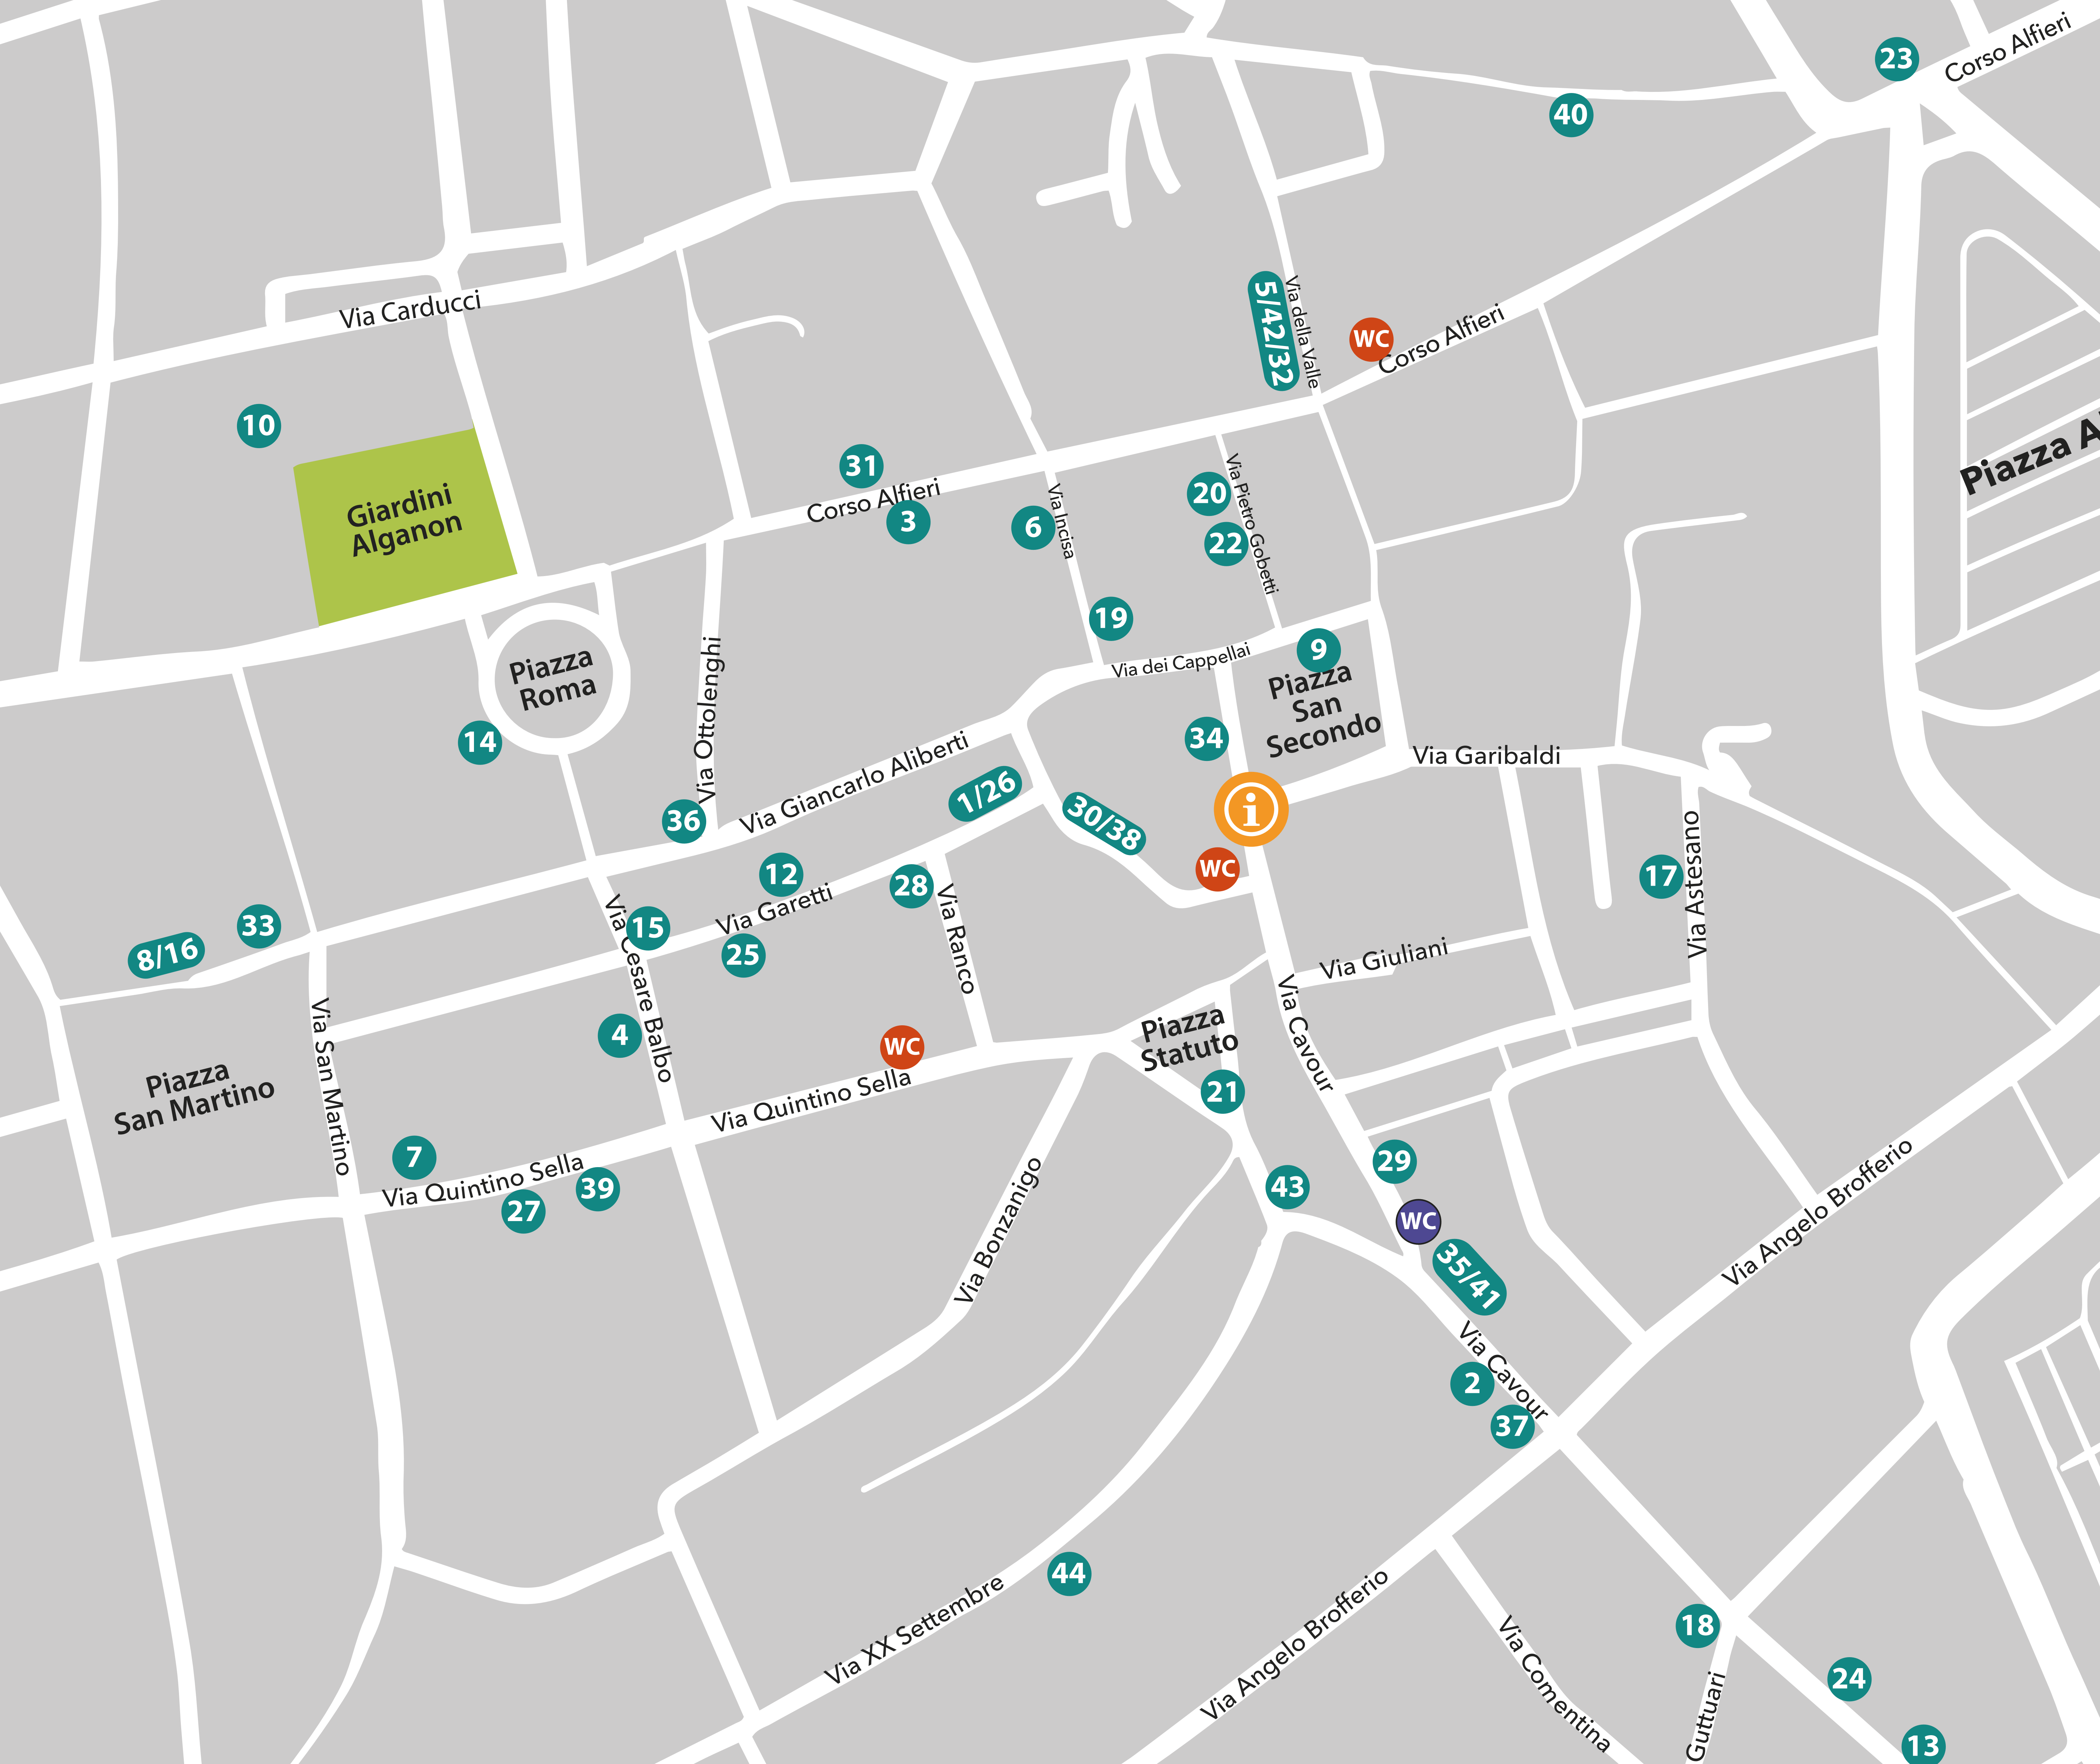 23
Corso Alfieri
40
Via Carducci
5/42/32
Via della Valle
WC
Corso Alfieri
10
Giardini
Alganon
31
Corso Alfieri
3
6
Via Incisa
20
22
Via Pietro Gobetti
Piazza A
19
Via dei Cappellai
9
Piazza
San
Secondo
Piazza
Roma
14
Via Ottolenghi
34
Via Garibaldi
36
Via Giancarlo Aliberti
1/26
30/38
i
WC
12
Via Garetti
28
Via Ranco
17
Via Astesano
33
8/16
15
25
Via Cesare Balbo
4
WC
Via Giuliani
Via Cavour
Piazza
Statuto
21
Piazza
San Martino
Via San Martino
7
Via Quintino Sella
27
39
Via Quintino Sella
Via Bonzanigo
43
29
WC
35/41
Via Cavour
2
37
Via Angelo Brofferio
44
Via XX Settembre
Via Angelo Brofferio
Via Comentina
18
Guttuari
24
13